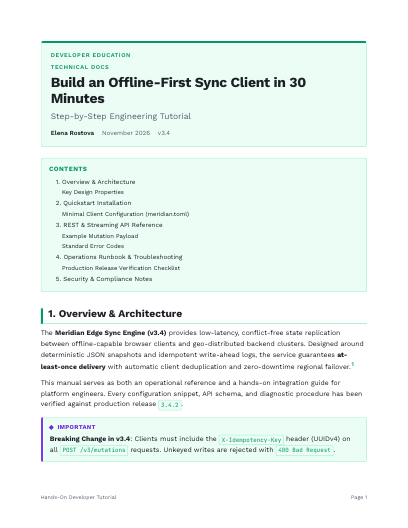 DEVELOPER EDUCATION
TECHNICAL DOCS
Build an Offline-First Sync Client in 30
Minutes
Step-by-Step Engineering Tutorial
Elena Rostova November 2026 v3.4
CONTENTS
1. Overview & Architecture
Key Design Properties
2. Quickstart Installation
Minimal Client Configuration (meridian.toml)
3. REST & Streaming API Reference
Example Mutation Payload
Standard Error Codes
4. Operations Runbook & Troubleshooting
Production Release Verification Checklist
5. Security & Compliance Notes
1. Overview & Architecture
The Meridian Edge Sync Engine (v3.4) provides low-latency, conflict-free state replication
between offline-capable browser clients and geo-distributed backend clusters. Designed around
deterministic JSON snapshots and idempotent write-ahead logs, the service guarantees at-
least-once delivery with automatic client deduplication and zero-downtime regional failover.1
This manual serves as both an operational reference and a hands-on integration guide for
platform engineers. Every configuration snippet, API schema, and diagnostic procedure has been
verified against production release 3.4.2.
◆ IMPORTANT
Breaking Change in v3.4: Clients must include the X-Idempotency-Key header (UUIDv4) on
all POST /v3/mutations requests. Unkeyed writes are rejected with 400 Bad Request.
Hands-On Developer Tutorial Page 1